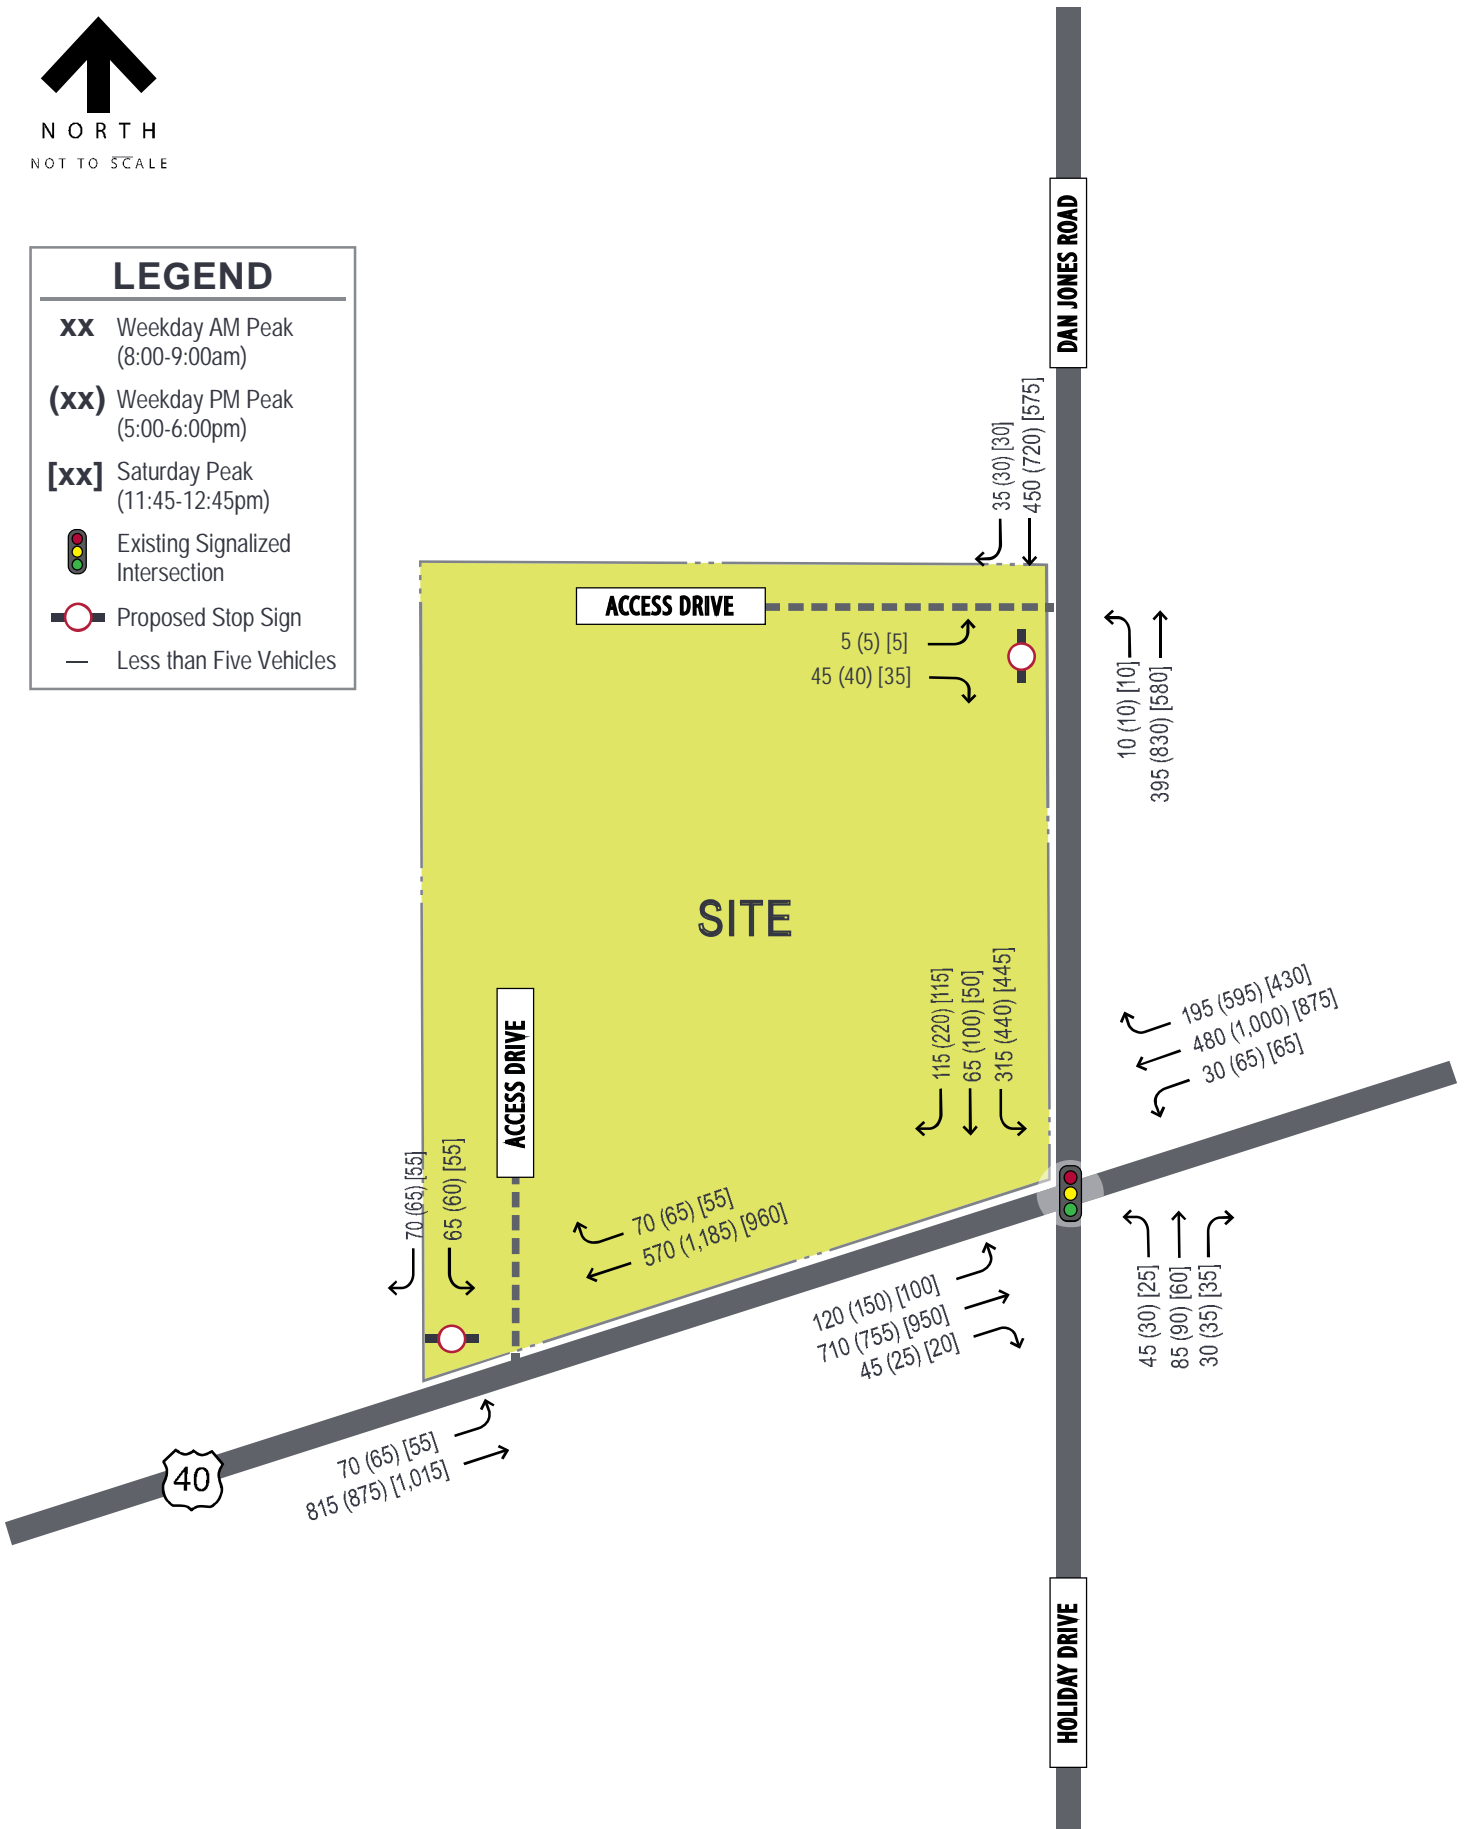 NORTH
NOT TO SCALE
LEGEND
xx Weekday AM Peak
(8:00-9:00am)
(xx) Weekday PM Peak
(5:00-6:00pm)
[xx] Saturday Peak
(11:45-12:45pm)
Existing Signalized
Intersection
Proposed Stop Sign
— Less than Five Vehicles
DAN JONES ROAD
35 (30) [30]
450 (720) [575]
ACCESS DRIVE
5 (5) [5]
45 (40) [35]
10 (10) [10]
395 (830) [580]
SITE
115 (220) [115]
65 (100) [50]
315 (440) [445]
195 (595) [430]
480 (1,000) [875]
30 (65) [65]
ACCESS DRIVE
70 (65) [55]
65 (60) [55]
70 (65) [55]
570 (1,185) [960]
120 (150) [100]
710 (755) [950]
45 (25) [20]
45 (30) [25]
85 (90) [60]
30 (35) [35]
70 (65) [55]
815 (875) [1,015]
40
HOLIDAY DRIVE